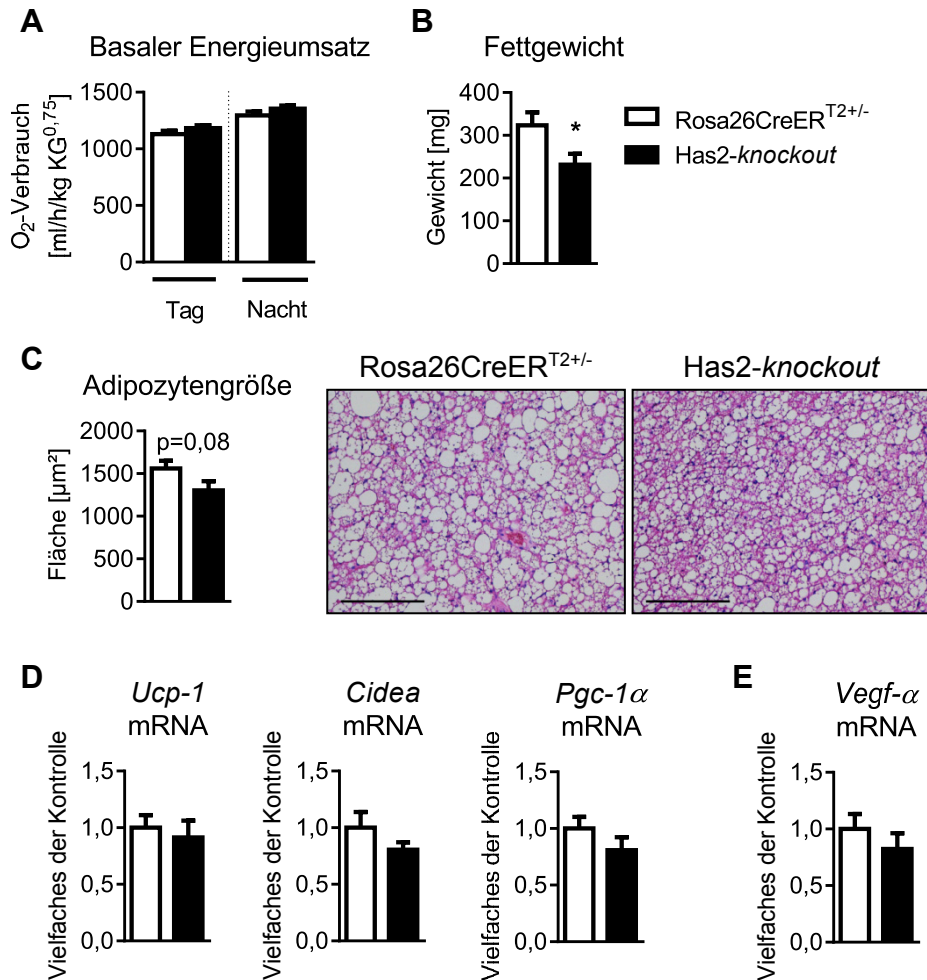 A
Basaler Energieumsatz
O₂-Verbrauch
[ml/h/kg KG⁰,⁷⁵]
1500
1000
500
0
Tag
Nacht
B
Fettgewicht
Gewicht [mg]
400
300
200
100
0
*
Rosa26CreERᵀ²⁺/⁻
Has2-knockout
C
Adipozytengröße
Fläche [µm²]
2000
1500
1000
500
0
p=0,08
Rosa26CreERᵀ²⁺/⁻
Has2-knockout
D
Ucp-1
mRNA
Vielfaches der Kontrolle
1,5
1,0
0,5
0,0
Cidea
mRNA
Vielfaches der Kontrolle
1,5
1,0
0,5
0,0
Pgc-1α
mRNA
Vielfaches der Kontrolle
1,5
1,0
0,5
0,0
E
Vegf-α
mRNA
Vielfaches der Kontrolle
1,5
1,0
0,5
0,0